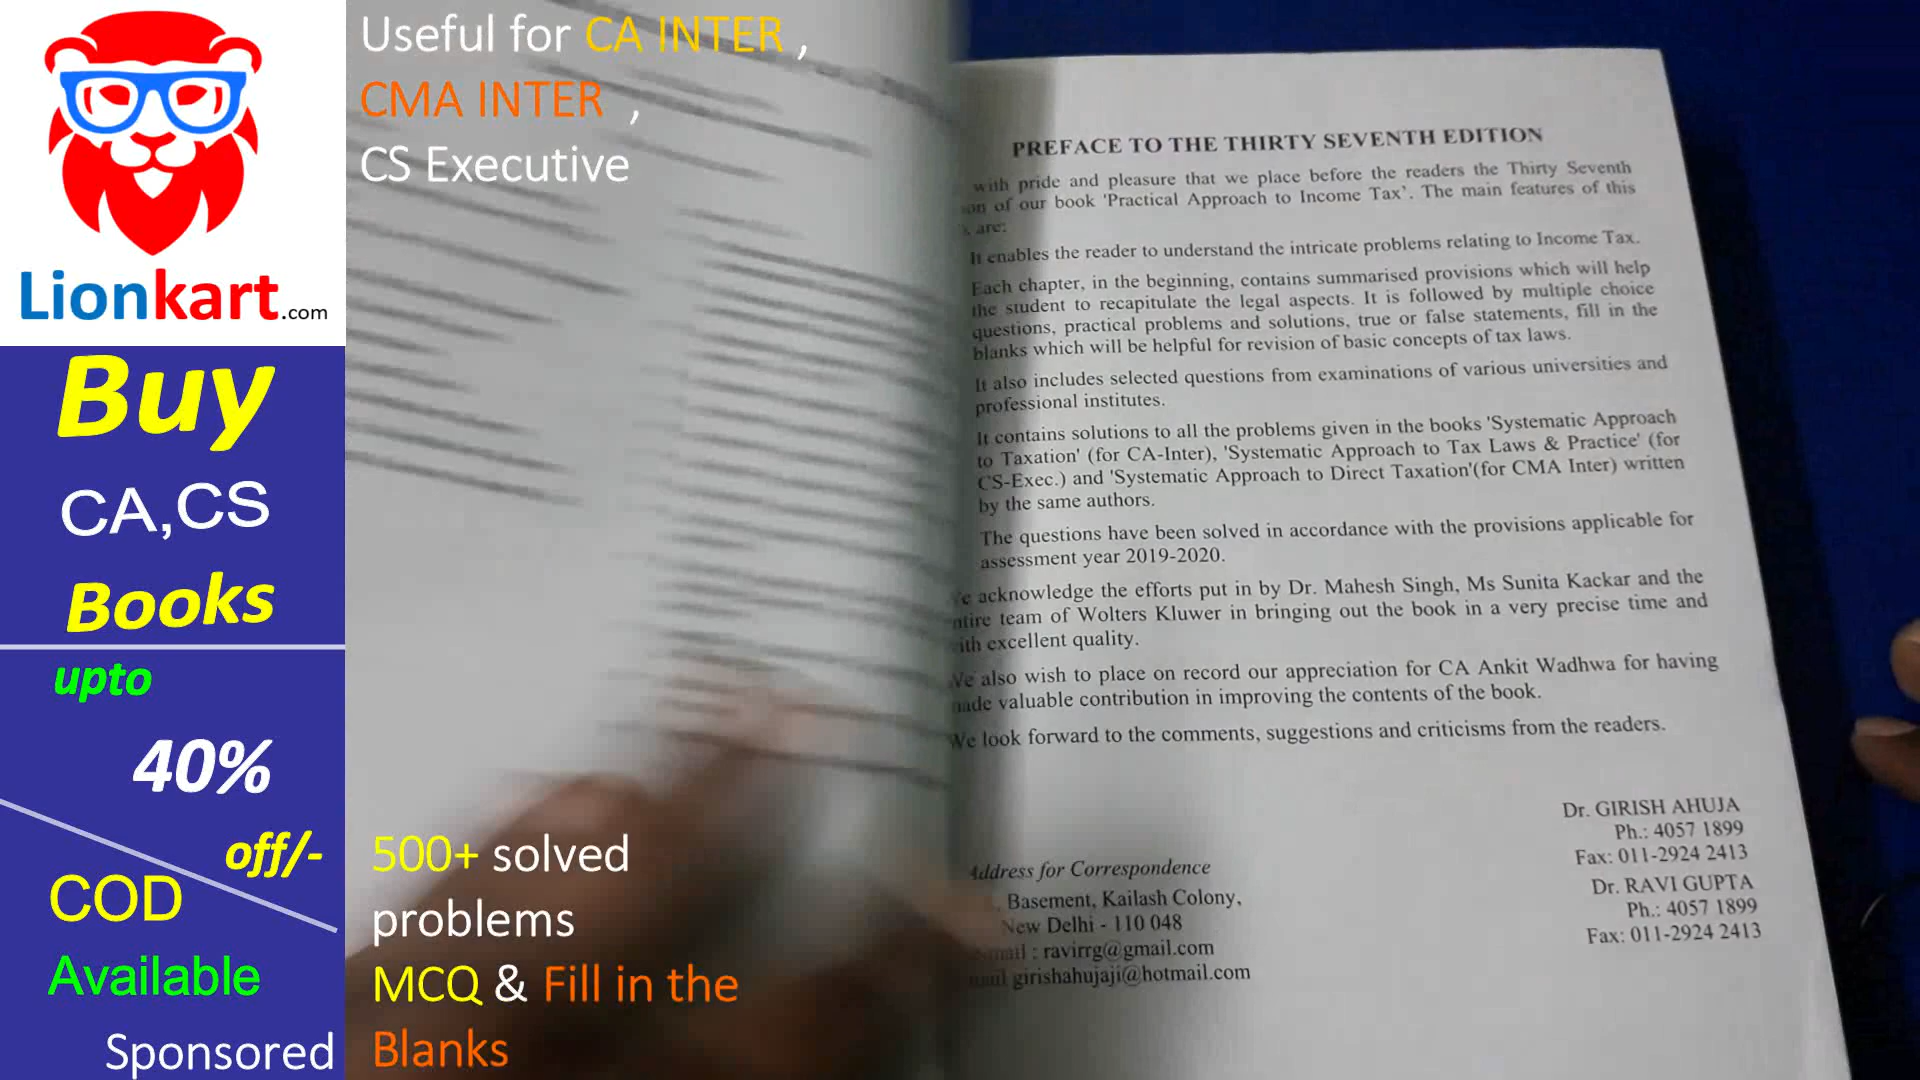 Lionkart.com
Buy
CA,CS
Books
upto
40%
off/-
COD
Available
Sponsored
Useful for CA INTER ,
CMA INTER ,
CS Executive
500+ solved
problems
MCQ & Fill in the
Blanks
PREFACE TO THE THIRTY SEVENTH EDITION
with pride and pleasure that we place before the readers the Thirty Seventh
of our book 'Practical Approach to Income Tax'. The main features of this
are:
It enables the reader to understand the intricate problems relating to Income Tax.
Each chapter, in the beginning, contains summarised provisions which will help
the student to recapitulate the legal aspects. It is followed by multiple choice
questions, practical problems and solutions, true or false statements, fill in the
blanks which will be helpful for revision of basic concepts of tax laws.
It also includes selected questions from examinations of various universities and
professional institutes.
It contains solutions to all the problems given in the books 'Systematic Approach
to Taxation' (for CA-Inter), 'Systematic Approach to Tax Laws & Practice' (for
CS-Exec.) and 'Systematic Approach to Direct Taxation'(for CMA Inter) written
by the same authors.
The questions have been solved in accordance with the provisions applicable for
assessment year 2019-2020.
We acknowledge the efforts put in by Dr. Mahesh Singh, Ms Sunita Kackar and the
entire team of Wolters Kluwer in bringing out the book in a very precise time and
with excellent quality.
We also wish to place on record our appreciation for CA Ankit Wadhwa for having
made valuable contribution in improving the contents of the book.
We look forward to the comments, suggestions and criticisms from the readers.
Dr. GIRISH AHUJA
Ph.: 4057 1899
Fax: 011-2924 2413
Dr. RAVI GUPTA
Ph.: 4057 1899
Fax: 011-2924 2413
Address for Correspondence
Basement, Kailash Colony,
New Delhi - 110 048
: ravirrg@gmail.com
girishahujaji@hotmail.com